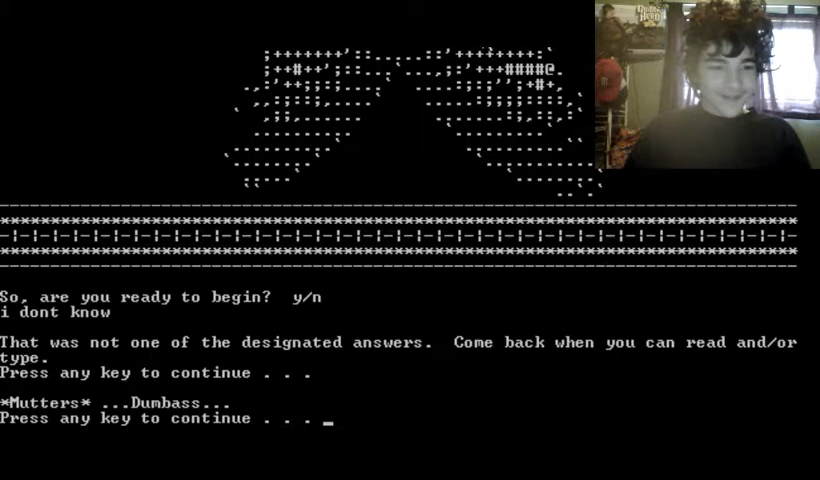 So, are you ready to begin?  y/n
i dont know
That was not one of the designated answers.  Come back when you can read and/or
type.
Press any key to continue . . .
*Mutters* ...Dumbass...
Press any key to continue . . . _